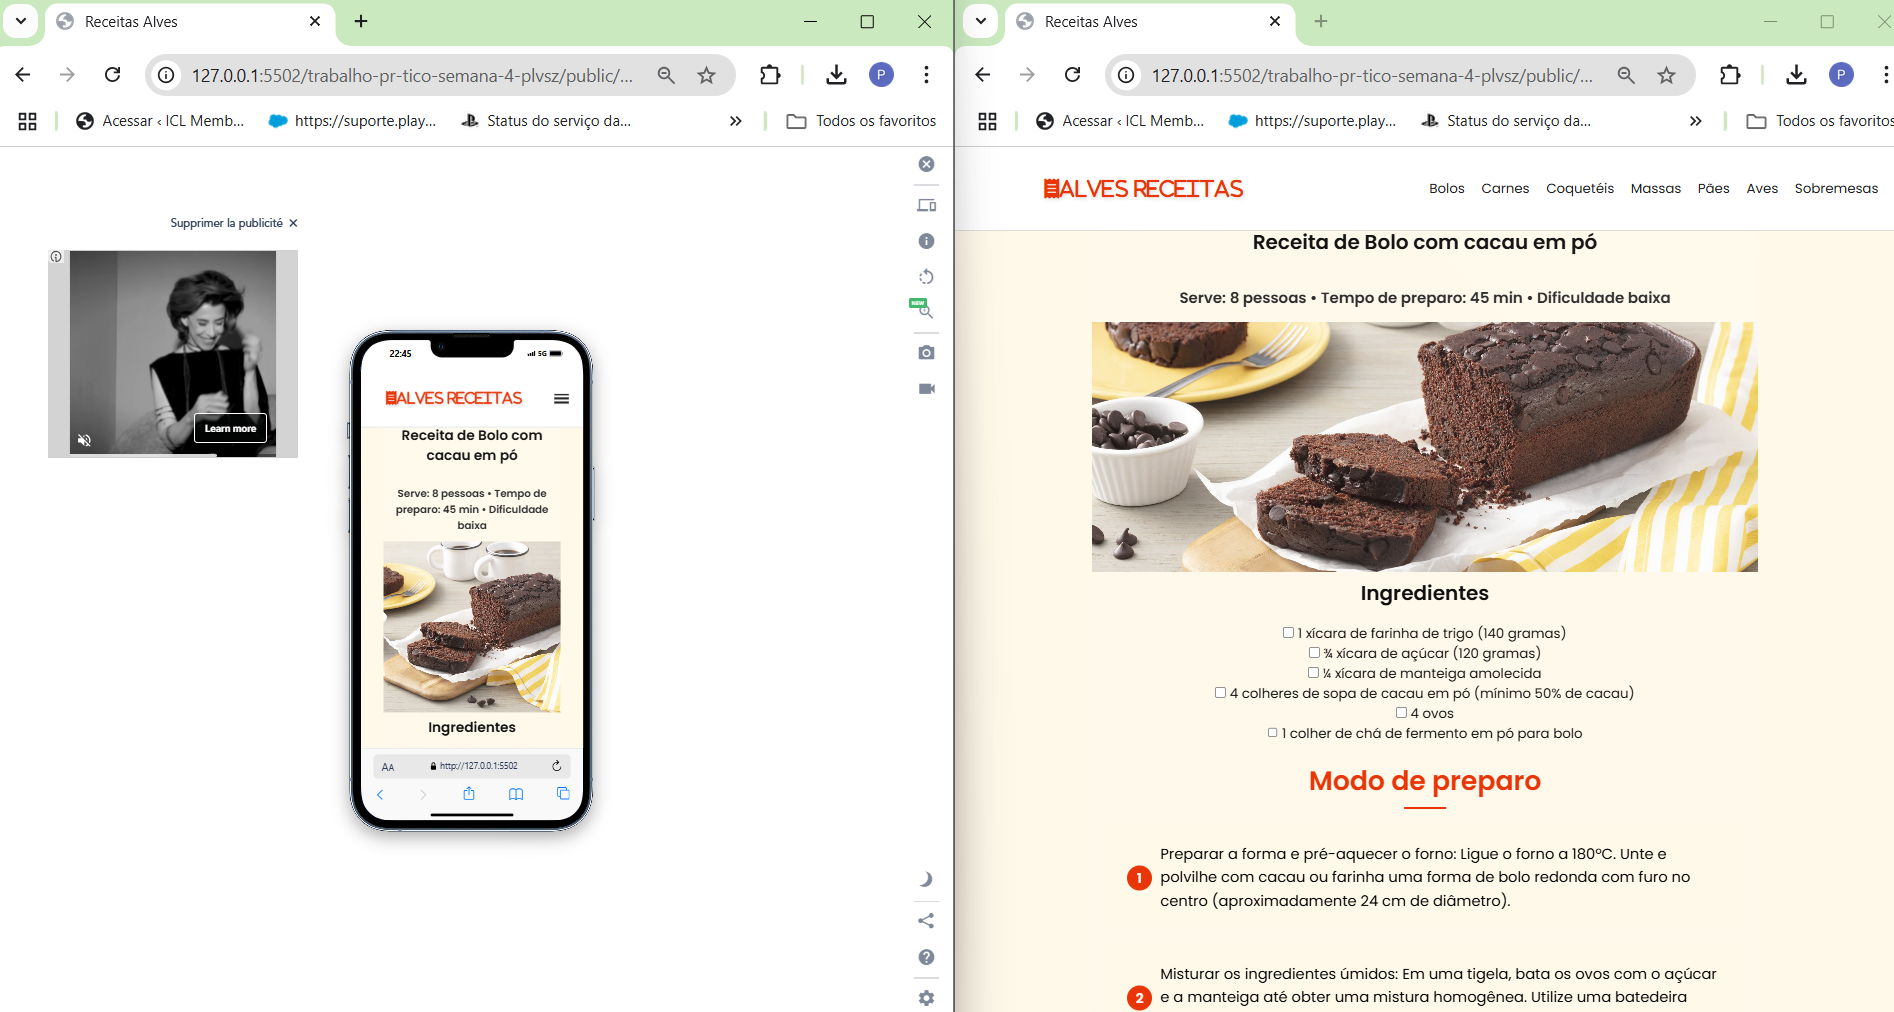 Receitas Alves
127.0.0.1:5502/trabalho-pr-tico-semana-4-plvsz/public/...
P
Acessar ‹ ICL Memb...
https://suporte.play...
Status do serviço da...
»
Todos os favoritos
Supprimer la publicité ×
Learn more
NEW
22:45
5G
ALVES RECEITAS
Receita de Bolo com
cacau em pó
Serve: 8 pessoas • Tempo de
preparo: 45 min • Dificuldade
baixa
Ingredientes
AA
http://127.0.0.1:5502
Receitas Alves
127.0.0.1:5502/trabalho-pr-tico-semana-4-plvsz/public/...
P
Acessar ‹ ICL Memb...
https://suporte.play...
Status do serviço da...
»
Todos os favoritos
ALVES RECEITAS
Bolos
Carnes
Coquetéis
Massas
Pães
Aves
Sobremesas
Receita de Bolo com cacau em pó
Serve: 8 pessoas • Tempo de preparo: 45 min • Dificuldade baixa
Ingredientes
1 xícara de farinha de trigo (140 gramas)
¾ xícara de açúcar (120 gramas)
¼ xícara de manteiga amolecida
4 colheres de sopa de cacau em pó (mínimo 50% de cacau)
4 ovos
1 colher de chá de fermento em pó para bolo
Modo de preparo
1
Preparar a forma e pré-aquecer o forno: Ligue o forno a 180ºC. Unte e
polvilhe com cacau ou farinha uma forma de bolo redonda com furo no
centro (aproximadamente 24 cm de diâmetro).
2
Misturar os ingredientes úmidos: Em uma tigela, bata os ovos com o açúcar
e a manteiga até obter uma mistura homogênea. Utilize uma batedeira